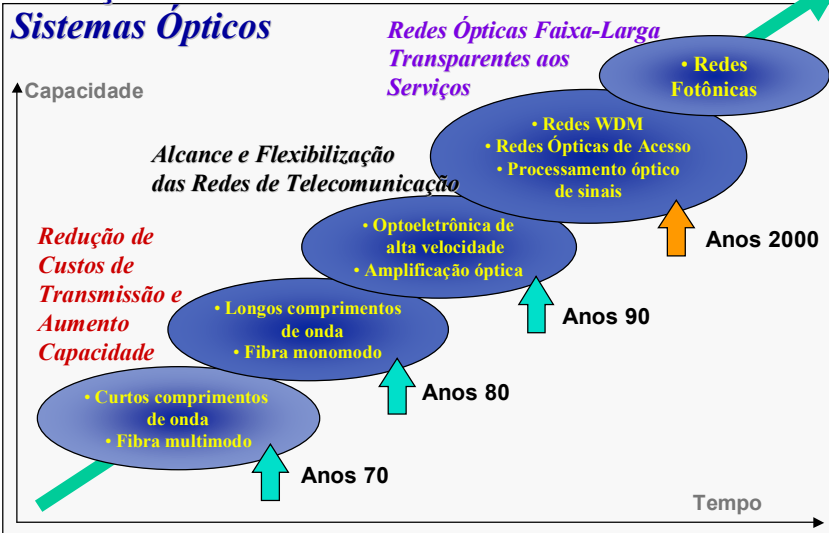 Sistemas Ópticos
Redes Ópticas Faixa-Larga
Transparentes aos
Serviços
• Redes
Fotônicas
Capacidade
• Redes WDM
• Redes Ópticas de Acesso
• Processamento óptico
de sinais
Alcance e Flexibilização
das Redes de Telecomunicação
Anos 2000
• Optoeletrônica de
alta velocidade
• Amplificação óptica
Redução de
Custos de
Transmissão e
Aumento
Capacidade
Anos 90
• Longos comprimentos
de onda
• Fibra monomodo
Anos 80
• Curtos comprimentos
de onda
• Fibra multimodo
Anos 70
Tempo